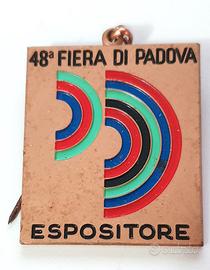 48ª FIERA DI PADOVA
ESPOSITORE